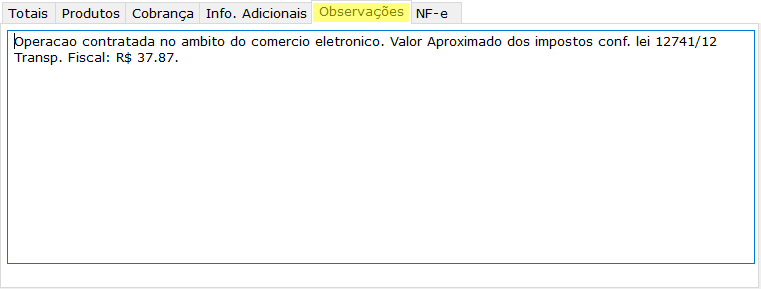 Totais Produtos Cobrança Info. Adicionais Observações NF-e
Operacao contratada no ambito do comercio eletronico. Valor Aproximado dos impostos conf. lei 12741/12
Transp. Fiscal: R$ 37.87.